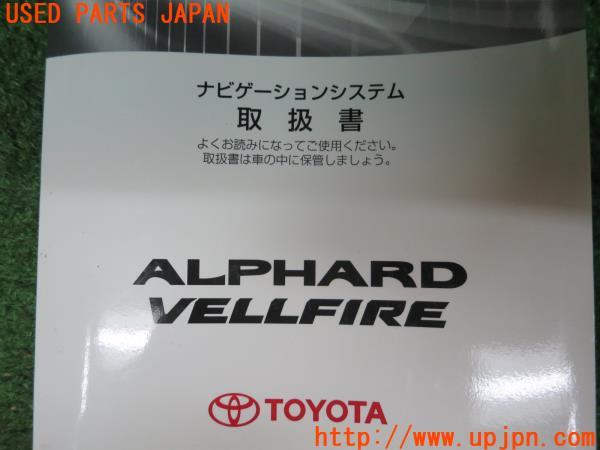 USED PARTS JAPAN
ナビゲーションシステム
取扱書
よくお読みになってご使用ください。
取扱書は車の中に保管しましょう。
ALPHARD
VELLFIRE
TOYOTA
http://www.upjpn.com